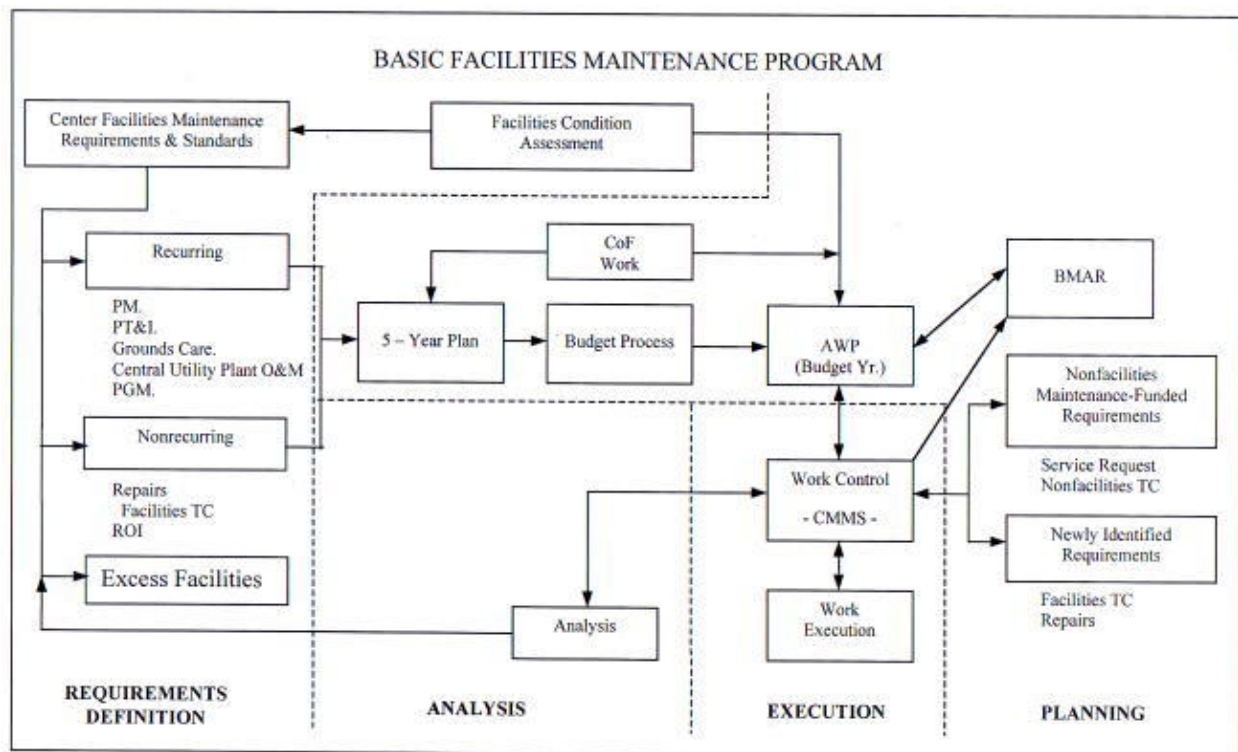 BASIC FACILITIES MAINTENANCE PROGRAM
Center Facilities Maintenance
Requirements & Standards
Facilities Condition
Assessment
Recurring
PM.
PT&I.
Grounds Care.
Central Utility Plant O&M
PGM.
Nonrecurring
Repairs
Facilities TC
ROI
Excess Facilities
CoF
Work
5 – Year Plan
Budget Process
AWP
(Budget Yr.)
BMAR
Nonfacilities
Maintenance-Funded
Requirements
Service Request
Nonfacilities TC
Work Control
- CMMS -
Newly Identified
Requirements
Facilities TC
Repairs
Work
Execution
Analysis
REQUIREMENTS
DEFINITION
ANALYSIS
EXECUTION
PLANNING